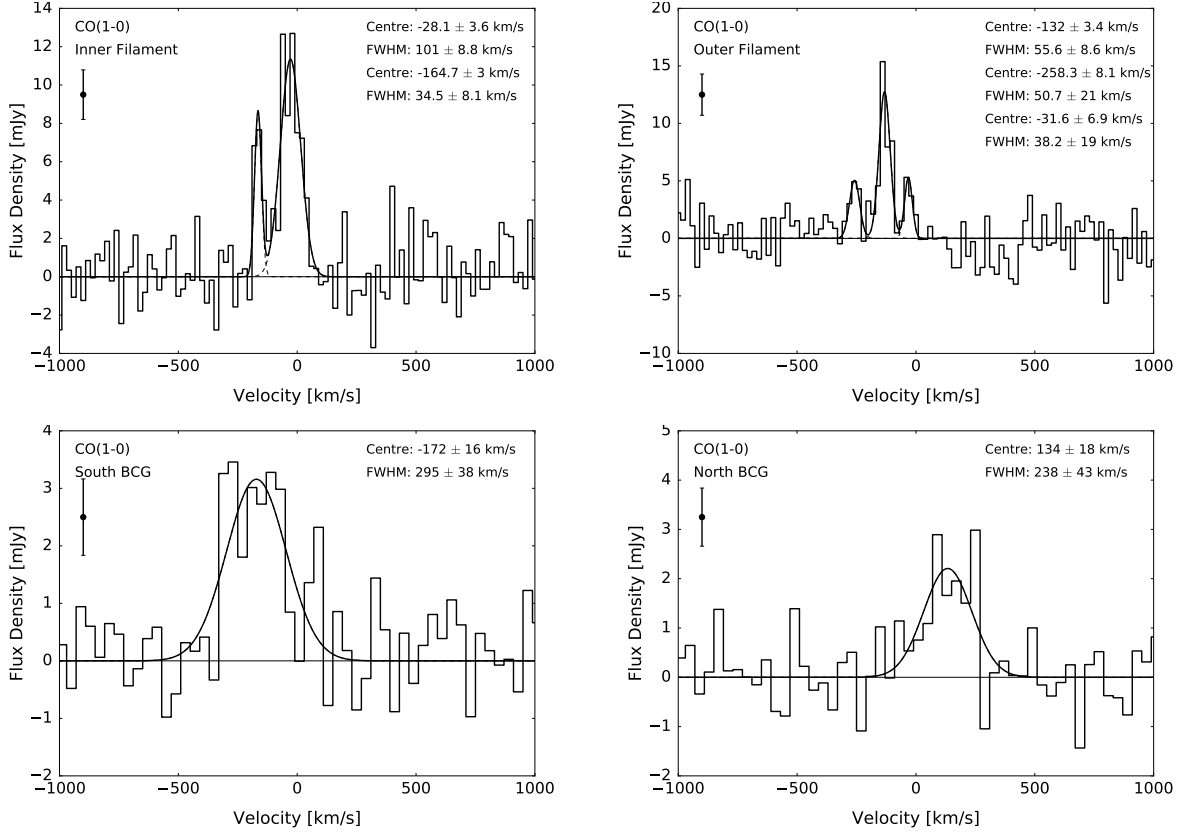 CO(1-0)
Inner Filament
Centre: -28.1 ± 3.6 km/s
FWHM: 101 ± 8.8 km/s
Centre: -164.7 ± 3 km/s
FWHM: 34.5 ± 8.1 km/s
14
12
10
8
6
4
2
0
−2
−4
Flux Density [mJy]
−1000
−500
0
500
1000
Velocity [km/s]
CO(1-0)
Outer Filament
Centre: -132 ± 3.4 km/s
FWHM: 55.6 ± 8.6 km/s
Centre: -258.3 ± 8.1 km/s
FWHM: 50.7 ± 21 km/s
Centre: -31.6 ± 6.9 km/s
FWHM: 38.2 ± 19 km/s
20
15
10
5
0
−5
−10
Flux Density [mJy]
−1000
−500
0
500
1000
Velocity [km/s]
CO(1-0)
South BCG
Centre: -172 ± 16 km/s
FWHM: 295 ± 38 km/s
4
3
2
1
0
−1
−2
Flux Density [mJy]
−1000
−500
0
500
1000
Velocity [km/s]
CO(1-0)
North BCG
Centre: 134 ± 18 km/s
FWHM: 238 ± 43 km/s
5
4
3
2
1
0
−1
−2
Flux Density [mJy]
−1000
−500
0
500
1000
Velocity [km/s]